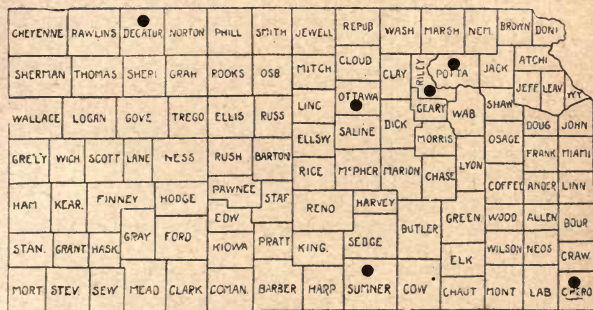 CHEYENNE RAWLINS DECATUR NORTON PHILL SMITH JEWELL REPUB WASH MARSH NEM. BROWN DONI
SHERMAN THOMAS SHERI GRAH ROOKS OSB MITCH CLOUD CLAY RILEY POTTA JACK ATCHI
OTTAWA JEFF LEAV WY
WALLACE LOGAN GOVE TREGO ELLIS RUSS LINC SALINE DICK GEARY WAB SHAW DOUG JOHN
ELLSW MORRIS OSAGE
GRE'LY WICH SCOTT LANE NESS RUSH BARTON RICE McPHER MARION CHASE LYON FRANK MIAMI
HAM KEAR. FINNEY HODGE PAWNEE STAF RENO HARVEY COFFEE ANDER LINN
EDW BUTLER GREEN WOOD. ALLEN BOUR
STAN. GRANT HASK. GRAY FORD KIOWA PRATT KING. SEDGE ELK WILSON NEOS CRAW.
MORT STEV. SEW MEAD CLARK COMAN. BARBER HARP SUMNER COW CHAUT MONT LAB CHERO